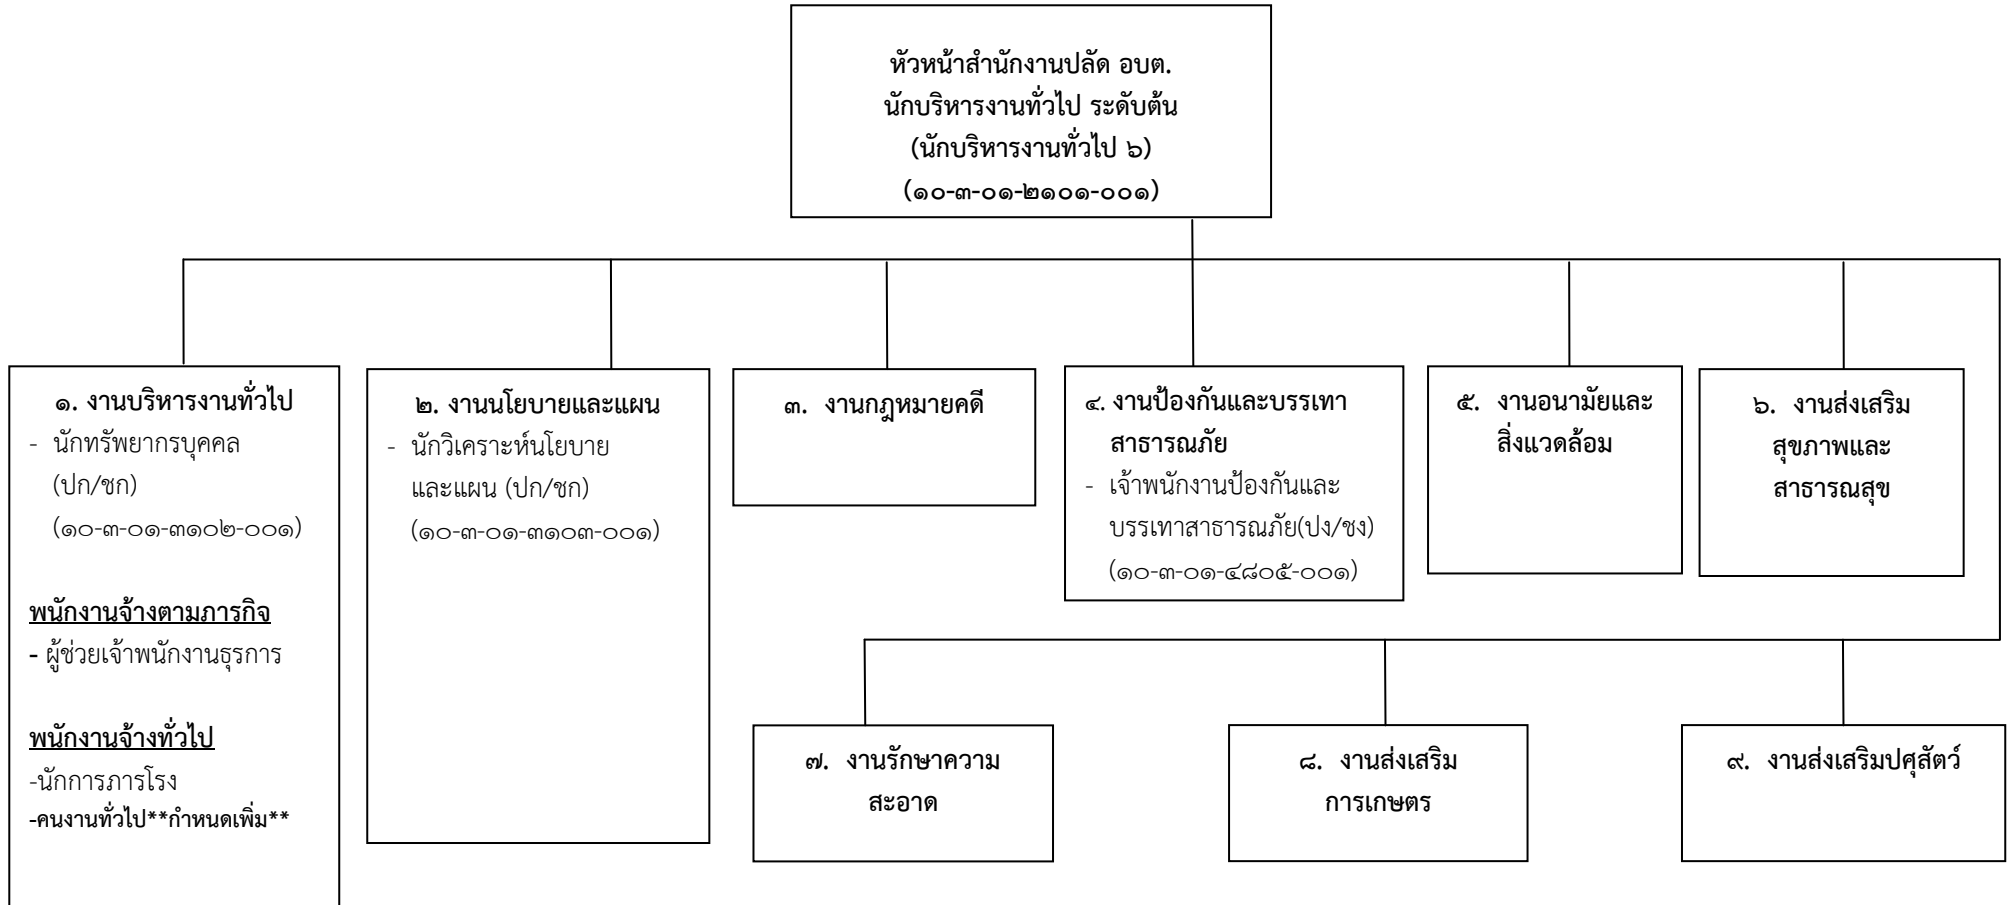 หัวหน้าสำนักงานปลัด อบต.
นักบริหารงานทั่วไป ระดับต้น
(นักบริหารงานทั่วไป ๖)
(๑๐-๓-๐๑-๒๑๐๑-๐๐๑)
๑. งานบริหารงานทั่วไป
- นักทรัพยากรบุคคล
(ปก/ชก)
(๑๐-๓-๐๑-๓๑๐๒-๐๐๑)
พนักงานจ้างตามภารกิจ
- ผู้ช่วยเจ้าพนักงานธุรการ
พนักงานจ้างทั่วไป
-นักการภารโรง
-คนงานทั่วไป**กำหนดเพิ่ม**
๒. งานนโยบายและแผน
- นักวิเคราะห์นโยบาย
และแผน (ปก/ชก)
(๑๐-๓-๐๑-๓๑๐๓-๐๐๑)
๓. งานกฎหมายคดี
๔. งานป้องกันและบรรเทา
สาธารณภัย
- เจ้าพนักงานป้องกันและ
บรรเทาสาธารณภัย(ปง/ชง)
(๑๐-๓-๐๑-๔๘๐๕-๐๐๑)
๕. งานอนามัยและ
สิ่งแวดล้อม
๖. งานส่งเสริม
สุขภาพและ
สาธารณสุข
๗. งานรักษาความ
สะอาด
๘. งานส่งเสริม
การเกษตร
๙. งานส่งเสริมปศุสัตว์